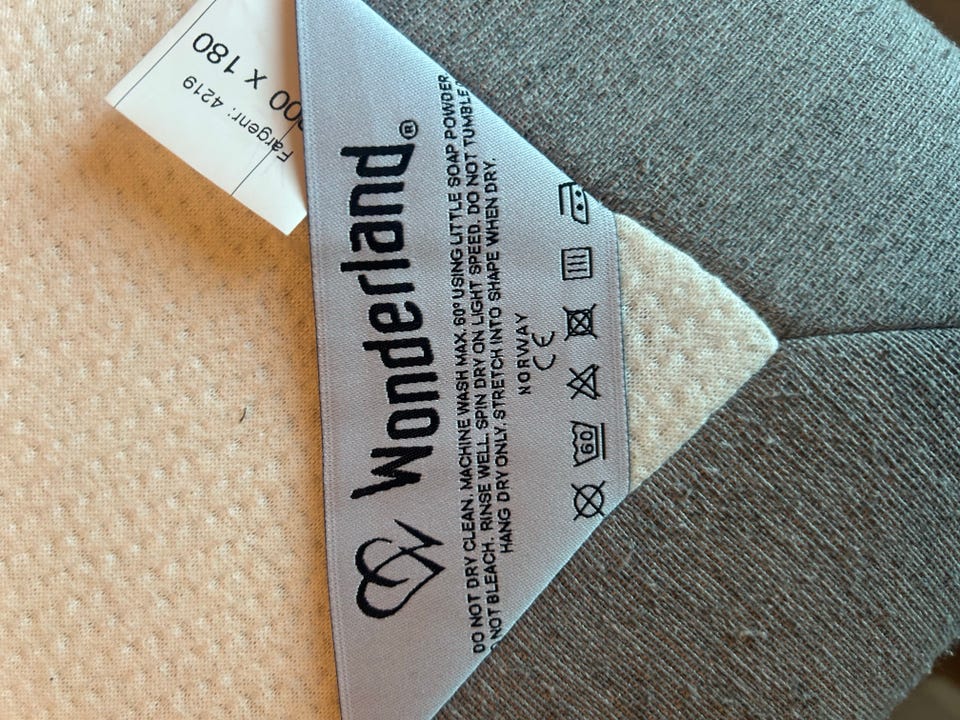 Wonderland®
DO NOT DRY CLEAN. MACHINE WASH MAX. 60° USING LITTLE SOAP POWDER.
NOT BLEACH. RINSE WELL. SPIN DRY ON LIGHT SPEED. DO NOT TUMBLE
HANG DRY ONLY. STRETCH INTO SHAPE WHEN DRY.
NORWAY
CE
60
00 x 180
Fargenr: 4219